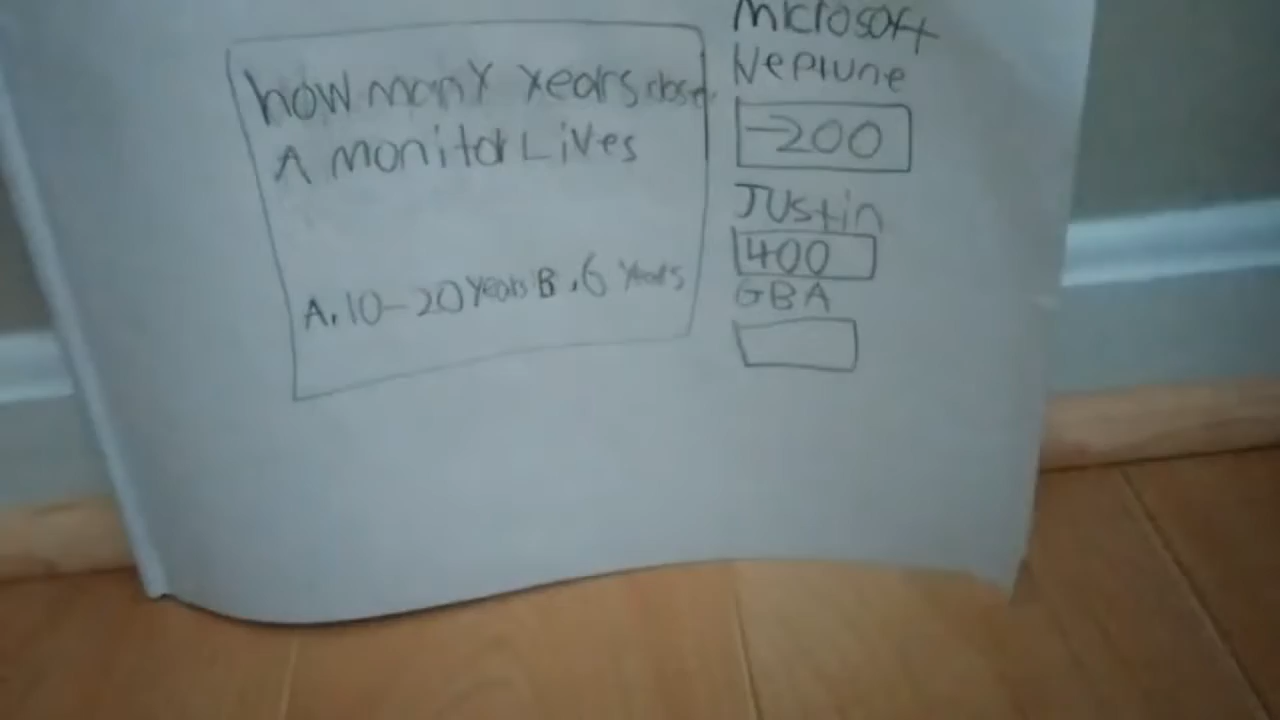 how many years does
A monitor Lives
A. 10-20 Years B. 6 Years
Microsoft
Neptune
-200
Justin
400
GBA